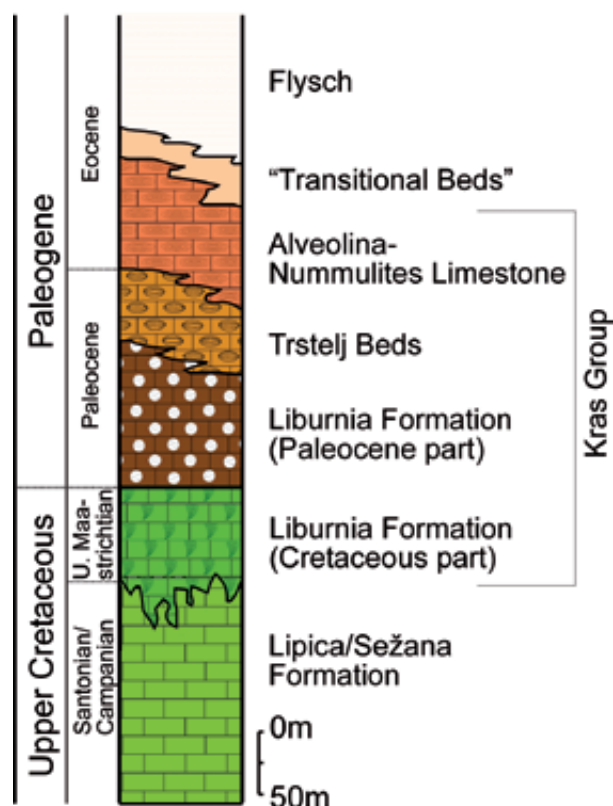 Paleogene
Upper Cretaceous
Eocene
Paleocene
U. Maa-
strichtian
Santonian/
Campanian
Flysch
“Transitional Beds”
Alveolina-
Nummulites Limestone
Trstelj Beds
Liburnia Formation
(Paleocene part)
Liburnia Formation
(Cretaceous part)
Lipica/Sežana
Formation
0m
50m
Kras Group